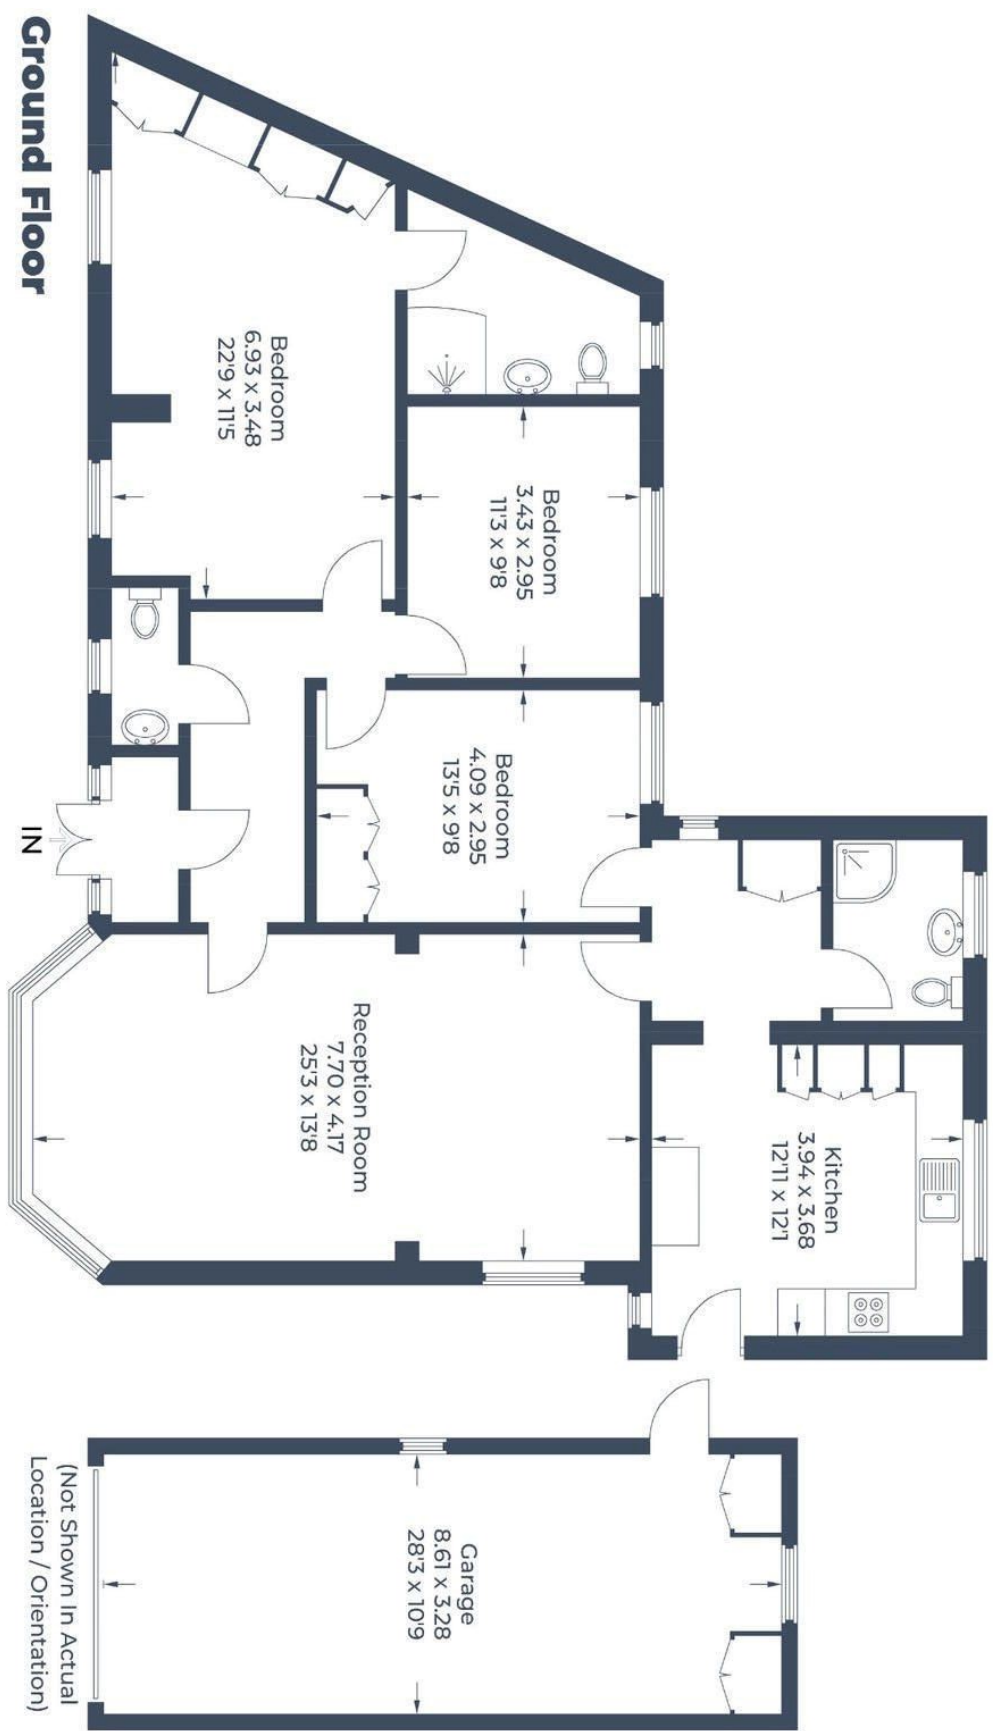 Ground Floor
Bedroom
6.93 x 3.48
22'9 x 11'5
Bedroom
3.43 x 2.95
11'3 x 9'8
Bedroom
4.09 x 2.95
13'5 x 9'8
IN
Reception Room
7.70 x 4.17
25'3 x 13'8
Kitchen
3.94 x 3.68
12'11 x 12'1
Garage
8.61 x 3.28
28'3 x 10'9
(Not Shown In Actual
Location / Orientation)